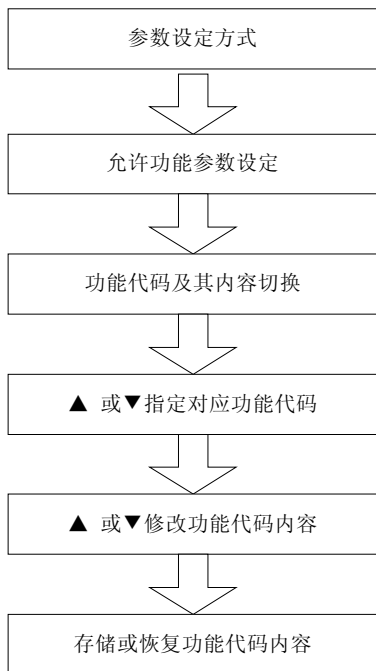 参数设定方式
允许功能参数设定
功能代码及其内容切换
▲ 或▼指定对应功能代码
▲ 或▼修改功能代码内容
存储或恢复功能代码内容